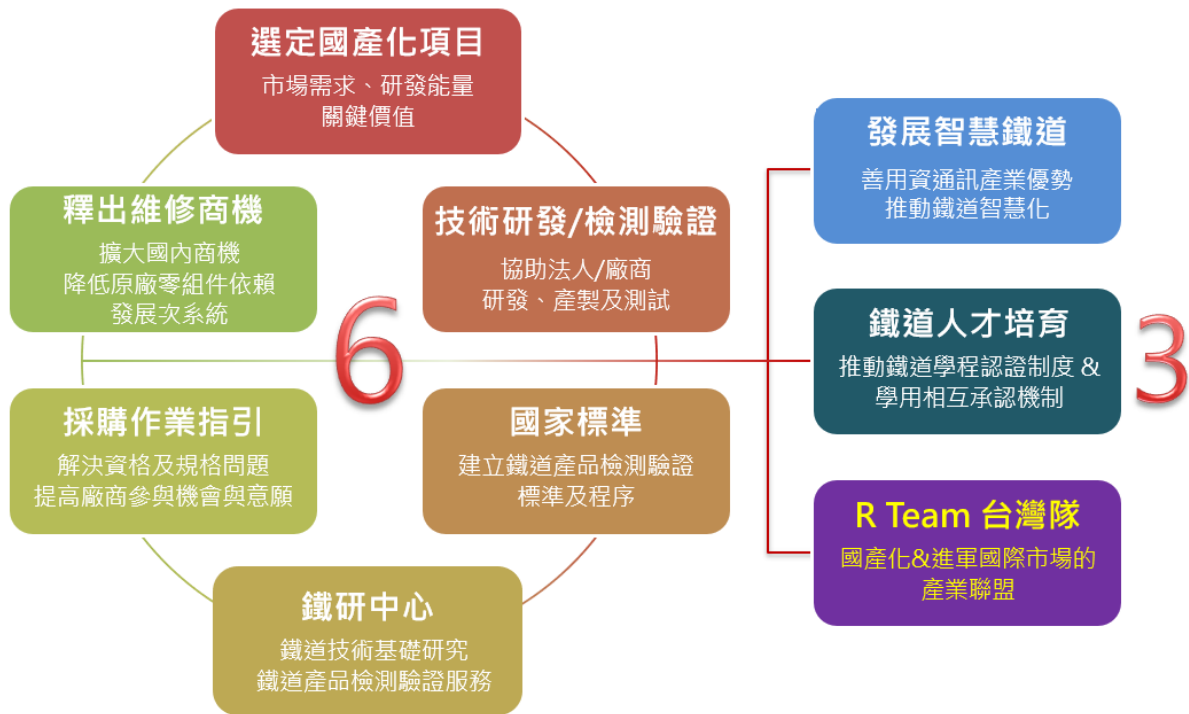 選定國產化項目
市場需求、研發能量
關鍵價值
技術研發/檢測驗證
協助法人/廠商
研發、產製及測試
國家標準
建立鐵道產品檢測驗證
標準及程序
鐵研中心
鐵道技術基礎研究
鐵道產品檢測驗證服務
採購作業指引
解決資格及規格問題
提高廠商參與機會與意願
釋出維修商機
擴大國內商機
降低原廠零組件依賴
發展次系統
6
發展智慧鐵道
善用資通訊產業優勢
推動鐵道智慧化
鐵道人才培育
推動鐵道學程認證制度 &
學用相互承認機制
R Team 台灣隊
國產化&進軍國際市場的
產業聯盟
3